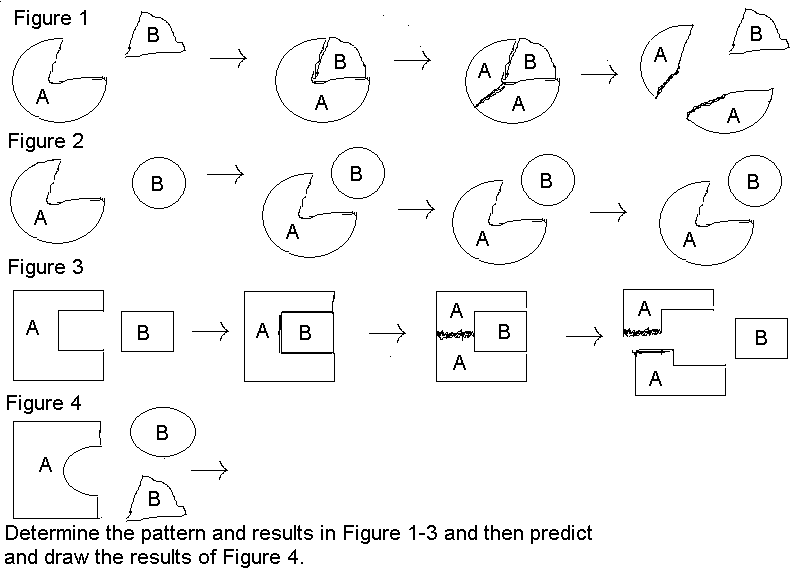 Figure 1
A B A B A A B A B A
Figure 2
A B A B A B A B
Figure 3
A B A B A B A A B A
Figure 4
A B B
Determine the pattern and results in Figure 1-3 and then predict
and draw the results of Figure 4.